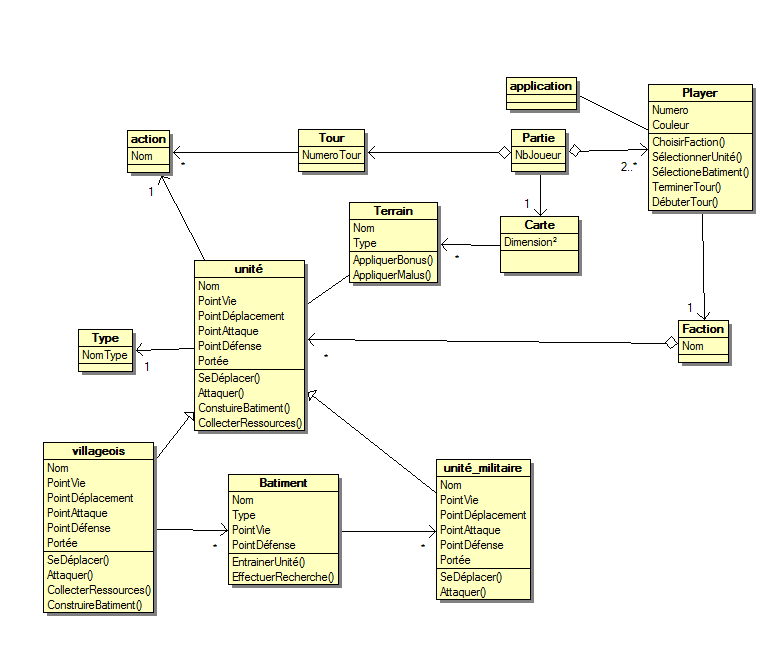 application
Player
Numero
Couleur
ChoisirFaction()
SélectionnerUnité()
SélectioneBatiment()
TerminerTour()
DébuterTour()
action
Nom
*
Tour
NumeroTour
Partie
NbJoueur
2..*
1
1
Terrain
Nom
Type
AppliquerBonus()
AppliquerMalus()
*
Carte
Dimension²
unité
Nom
PointVie
PointDéplacement
PointAttaque
PointDéfense
Portée
SeDéplacer()
Attaquer()
ConstuireBatiment()
CollecterRessources()
1
Faction
Nom
*
Type
NomType
1
villageois
Nom
PointVie
PointDéplacement
PointAttaque
PointDéfense
Portée
SeDéplacer()
Attaquer()
CollecterRessources()
ConstruireBatiment()
*
Batiment
Nom
Type
PointVie
PointDéfense
EntrainerUnité()
EffectuerRecherche()
*
unité_militaire
Nom
PointVie
PointDéplacement
PointAttaque
PointDéfense
Portée
SeDéplacer()
Attaquer()